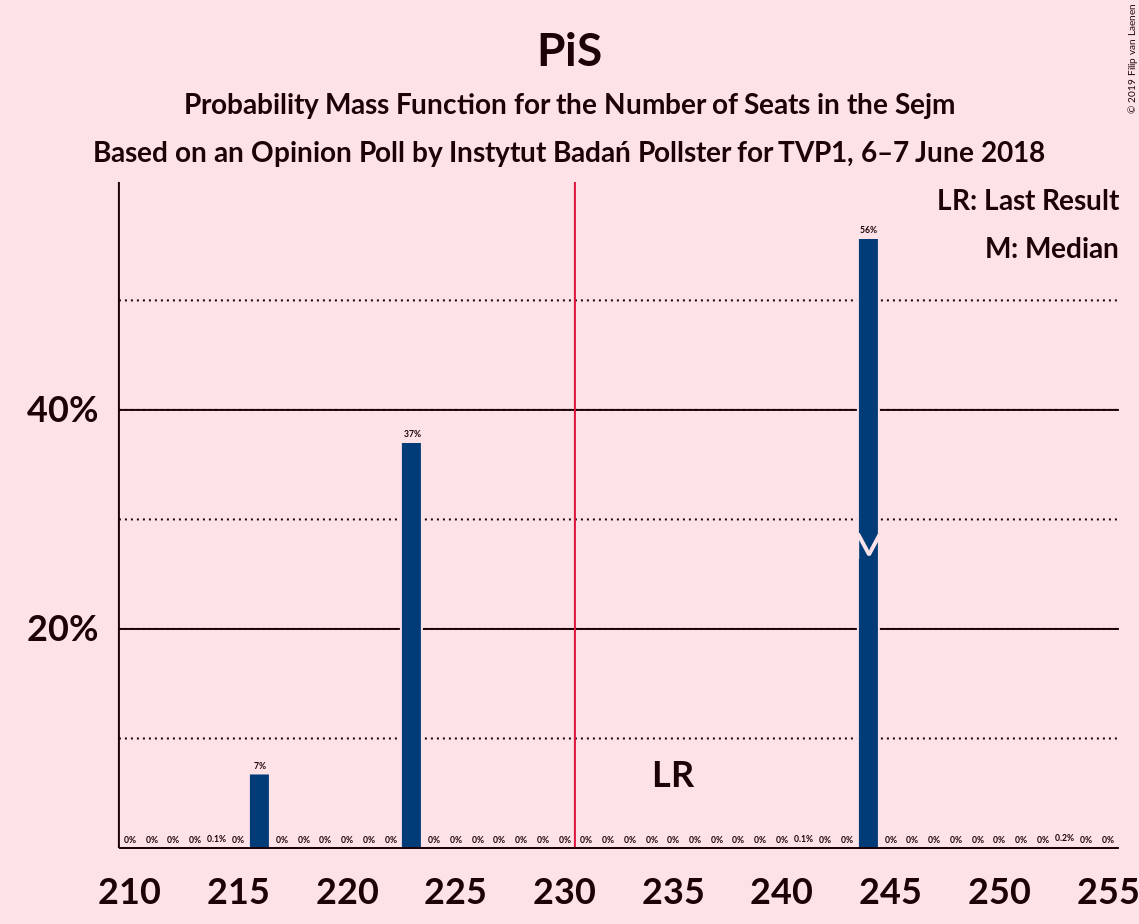 PiS
Probability Mass Function for the Number of Seats in the Sejm
Based on an Opinion Poll by Instytut Badań Pollster for TVP1, 6–7 June 2018
© 2019 Filip van Laenen
LR: Last Result
M: Median
56%
40%
37%
20%
7%
LR
0% 0% 0% 0% 0.1% 0% 0% 0% 0% 0% 0% 0% 0% 0% 0% 0% 0% 0% 0% 0% 0% 0% 0% 0% 0% 0% 0% 0% 0.1% 0% 0% 0% 0% 0% 0% 0% 0% 0% 0% 0.2% 0% 0%
210 215 220 225 230 235 240 245 250 255